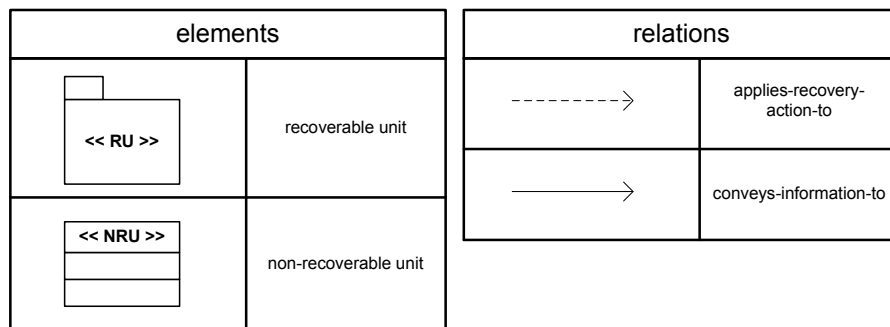 elements
<< RU >>
recoverable unit
<< NRU >>
non-recoverable unit
relations
applies-recovery-
action-to
conveys-information-to